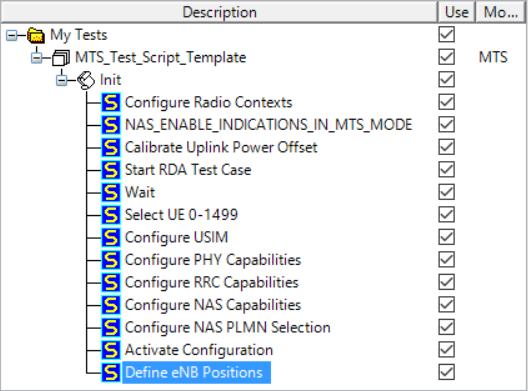 Description Use Mo...
My Tests
MTS_Test_Script_Template MTS
Init
S Configure Radio Contexts
S NAS_ENABLE_INDICATIONS_IN_MTS_MODE
S Calibrate Uplink Power Offset
S Start RDA Test Case
S Wait
S Select UE 0-1499
S Configure USIM
S Configure PHY Capabilities
S Configure RRC Capabilities
S Configure NAS Capabilities
S Configure NAS PLMN Selection
S Activate Configuration
S Define eNB Positions